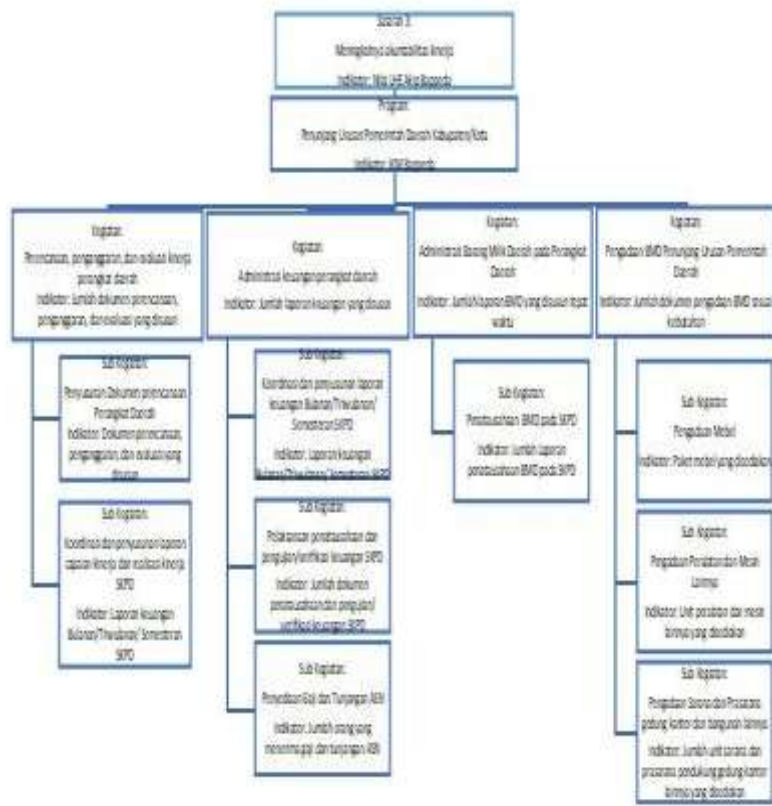 Sasaran 3:
Meningkatnya akuntabilitas kinerja
Indikator: Nilai LHE Akip Bapperida
Program:
Penunjang Urusan Pemerintah Daerah Kabupaten/Kota
Indikator: IKM Bapperida
Kegiatan:
Perencanaan, penganggaran, dan evaluasi kinerja
perangkat daerah
Indikator: Jumlah dokumen perencanaan,
penganggaran, dan evaluasi yang disusun
Sub Kegiatan:
Penyusunan Dokumen perencanaan
Perangkat Daerah
Indikator: Dokumen perencanaan,
penganggaran, dan evaluasi yang
disusun
Sub Kegiatan:
Koordinasi dan penyusunan laporan
capaian kinerja dan realisasi kinerja
SKPD
Indikator: Laporan keuangan
Bulanan/Triwulanan/ Semesteran
SKPD
Kegiatan:
Administrasi keuangan perangkat daerah
Indikator: Jumlah laporan keuangan yang disusun
Sub Kegiatan:
Koordinasi dan penyusunan laporan
keuangan Bulanan/Triwulanan/
Semesteran SKPD
Indikator: Laporan keuangan
Bulanan/Triwulanan/ Semesteran SKPD
Sub Kegiatan:
Pelaksanaan penatausahaan dan
pengujian/verifikasi keuangan SKPD
Indikator: Jumlah dokumen
penatausahaan dan pengujian/
verifikasi keuangan SKPD
Sub Kegiatan:
Penyediaan Gaji dan Tunjangan ASN
Indikator: Jumlah orang yang
menerima gaji dan tunjangan ASN
Kegiatan:
Administrasi Barang Milik Daerah pada Perangkat
Daerah
Indikator: Jumlah laporan BMD yang disusun tepat
waktu
Sub Kegiatan:
Penatausahaan BMD pada SKPD
Indikator: Jumlah Laporan
penatausahaan BMD pada SKPD
Kegiatan:
Pengadaan BMD Penunjang Urusan Pemerintah
Daerah
Indikator: Jumlah dokumen pengadaan BMD sesuai
kebutuhan
Sub Kegiatan:
Pengadaan Mebel
Indikator: Paket mebel yang disediakan
Sub Kegiatan:
Pengadaan Peralatan dan Mesin
Lainnya
Indikator: Unit peralatan dan mesin
lainnya yang disediakan
Sub Kegiatan:
Pengadaan Sarana dan Prasarana
gedung kantor dan bangunan lainnya
Indikator: Jumlah unit sarana dan
prasarana pendukung gedung kantor
lainnya yang disediakan